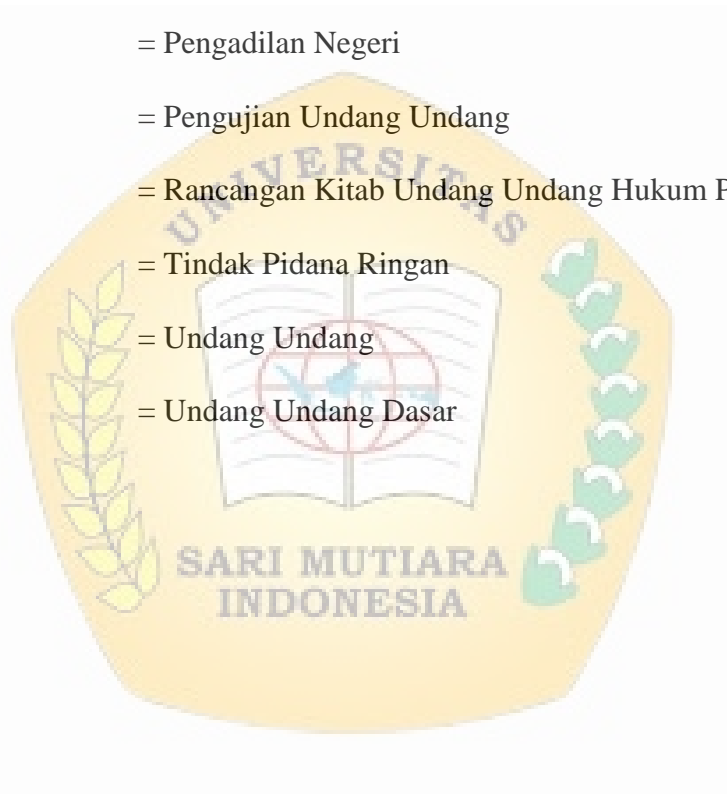 = Pengadilan Negeri
= Pengujian Undang Undang
UNIVERSITAS
= Rancangan Kitab Undang Undang Hukum P
= Tindak Pidana Ringan
= Undang Undang
= Undang Undang Dasar
SARI MUTIARA
INDONESIA